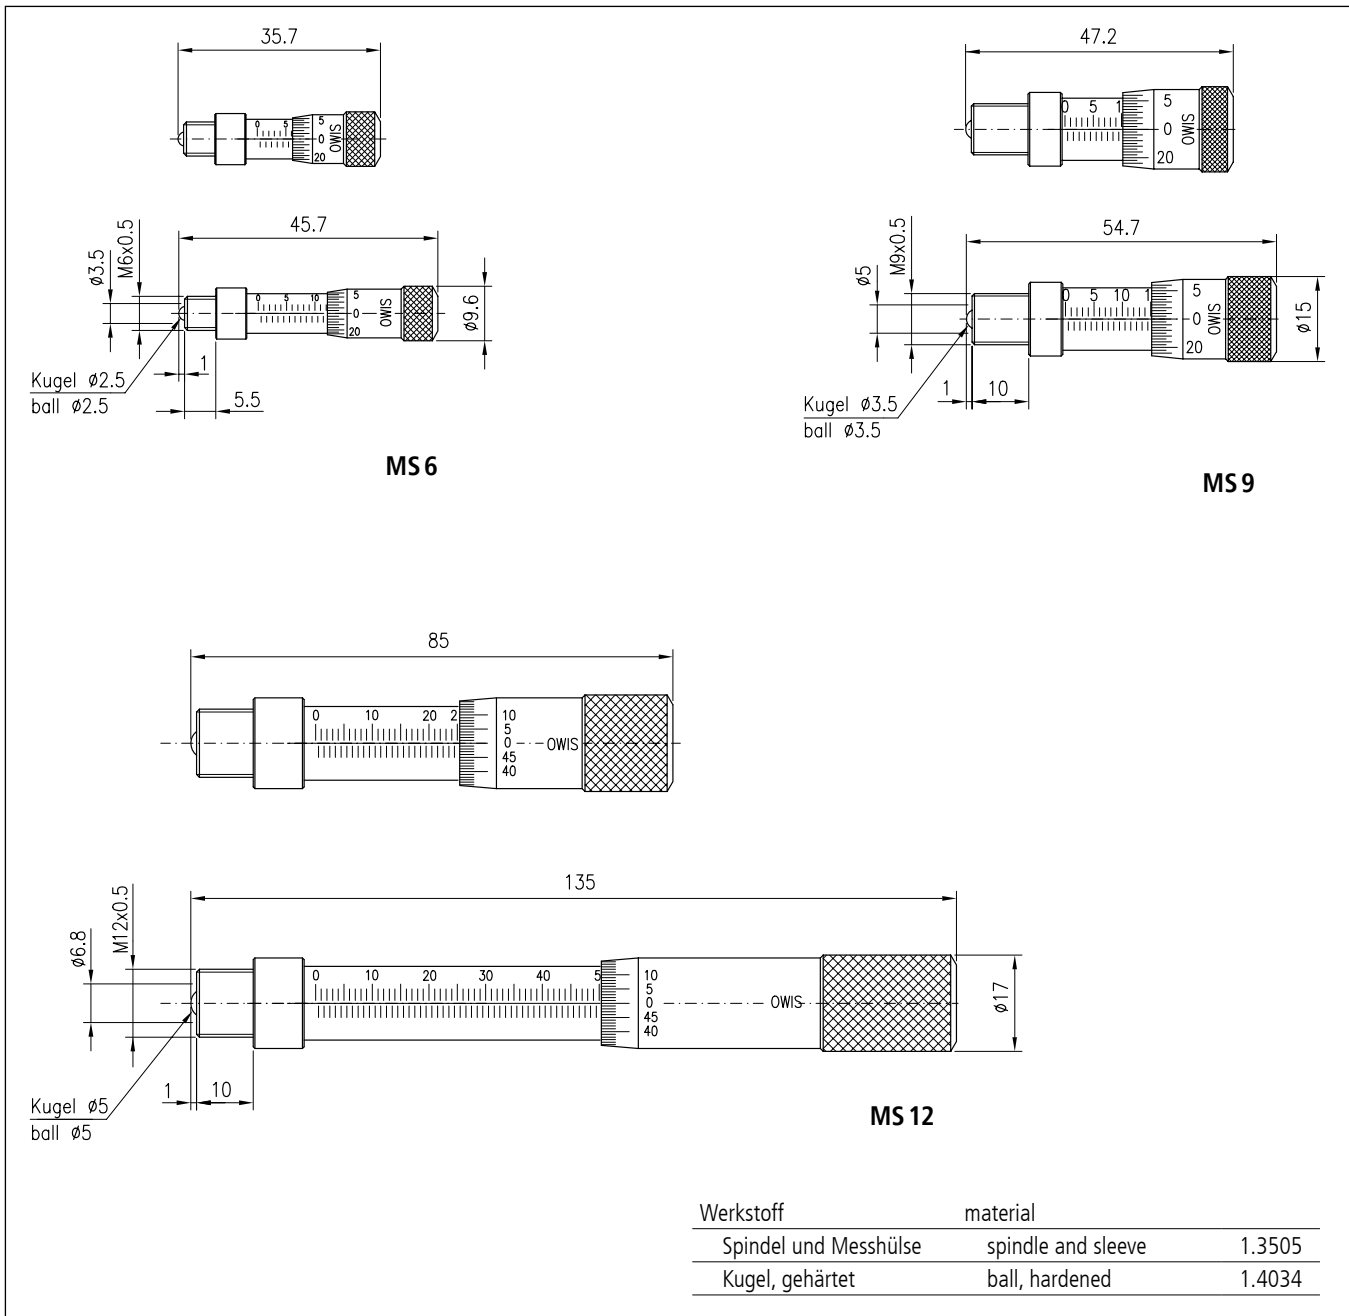 35.7
0 5
5
0
20
OWIS
47.2
0 5 1
5
0
20
OWIS
45.7
M6x0.5
ø3.5
0 5 10
5
0
20
OWIS
ø9.6
1
5.5
Kugel ø2.5
ball ø2.5
MS 6
54.7
M9x0.5
ø5
0 5 10 1
5
0
20
OWIS
ø15
1
10
Kugel ø3.5
ball ø3.5
MS 9
85
0 10 20 2
10
5
0
45
40
OWIS
135
M12x0.5
ø6.8
0 10 20 30 40 5
10
5
0
45
40
OWIS
ø17
1
10
Kugel ø5
ball ø5
MS 12
Werkstoff material
Spindel und Messhülse spindle and sleeve 1.3505
Kugel, gehärtet ball, hardened 1.4034